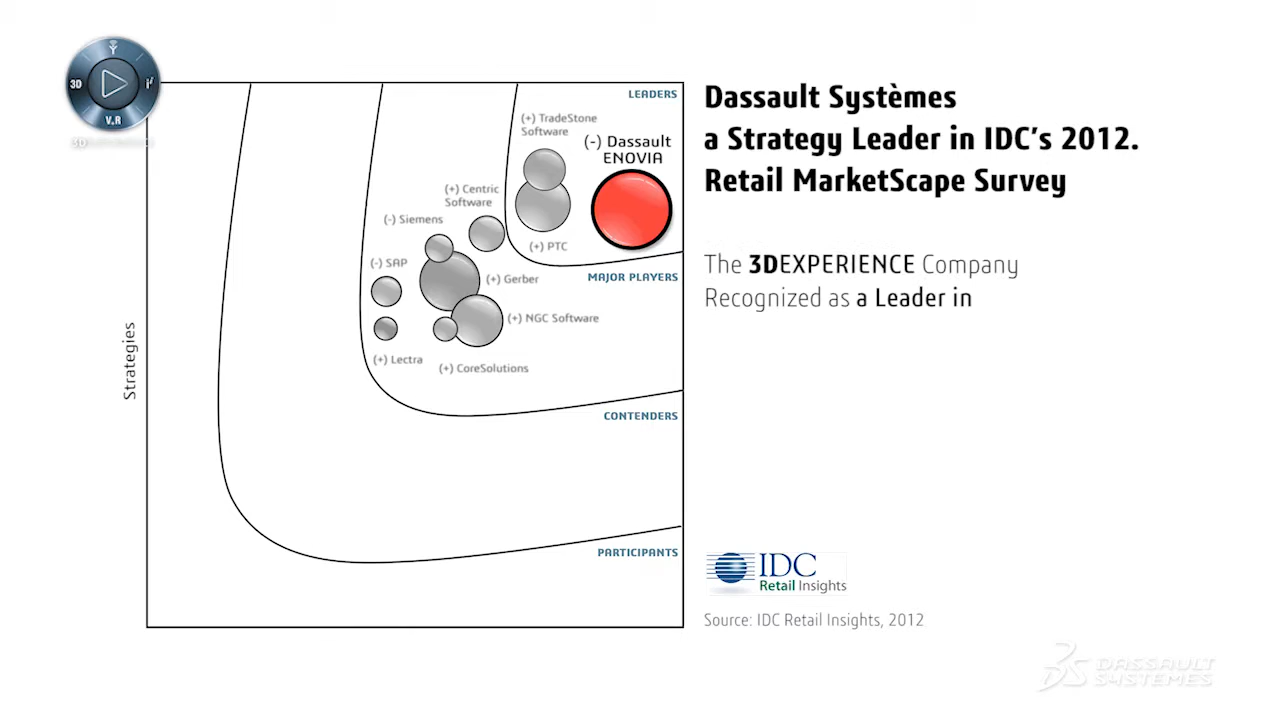 3D
i²
V,R
LEADERS
(+) TradeStone
Software
(-) Dassault
ENOVIA
(+) Centric
Software
(-) Siemens
(+) PTC
(-) SAP
(+) Gerber
MAJOR PLAYERS
(+) NGC Software
(+) Lectra
(+) CoreSolutions
Strategies
CONTENDERS
PARTICIPANTS
Dassault Systèmes
a Strategy Leader in IDC's 2012.
Retail MarketScape Survey
The 3DEXPERIENCE Company
Recognized as a Leader in
IDC
Retail Insights
Source: IDC Retail Insights, 2012
DASSAULT
SYSTEMES